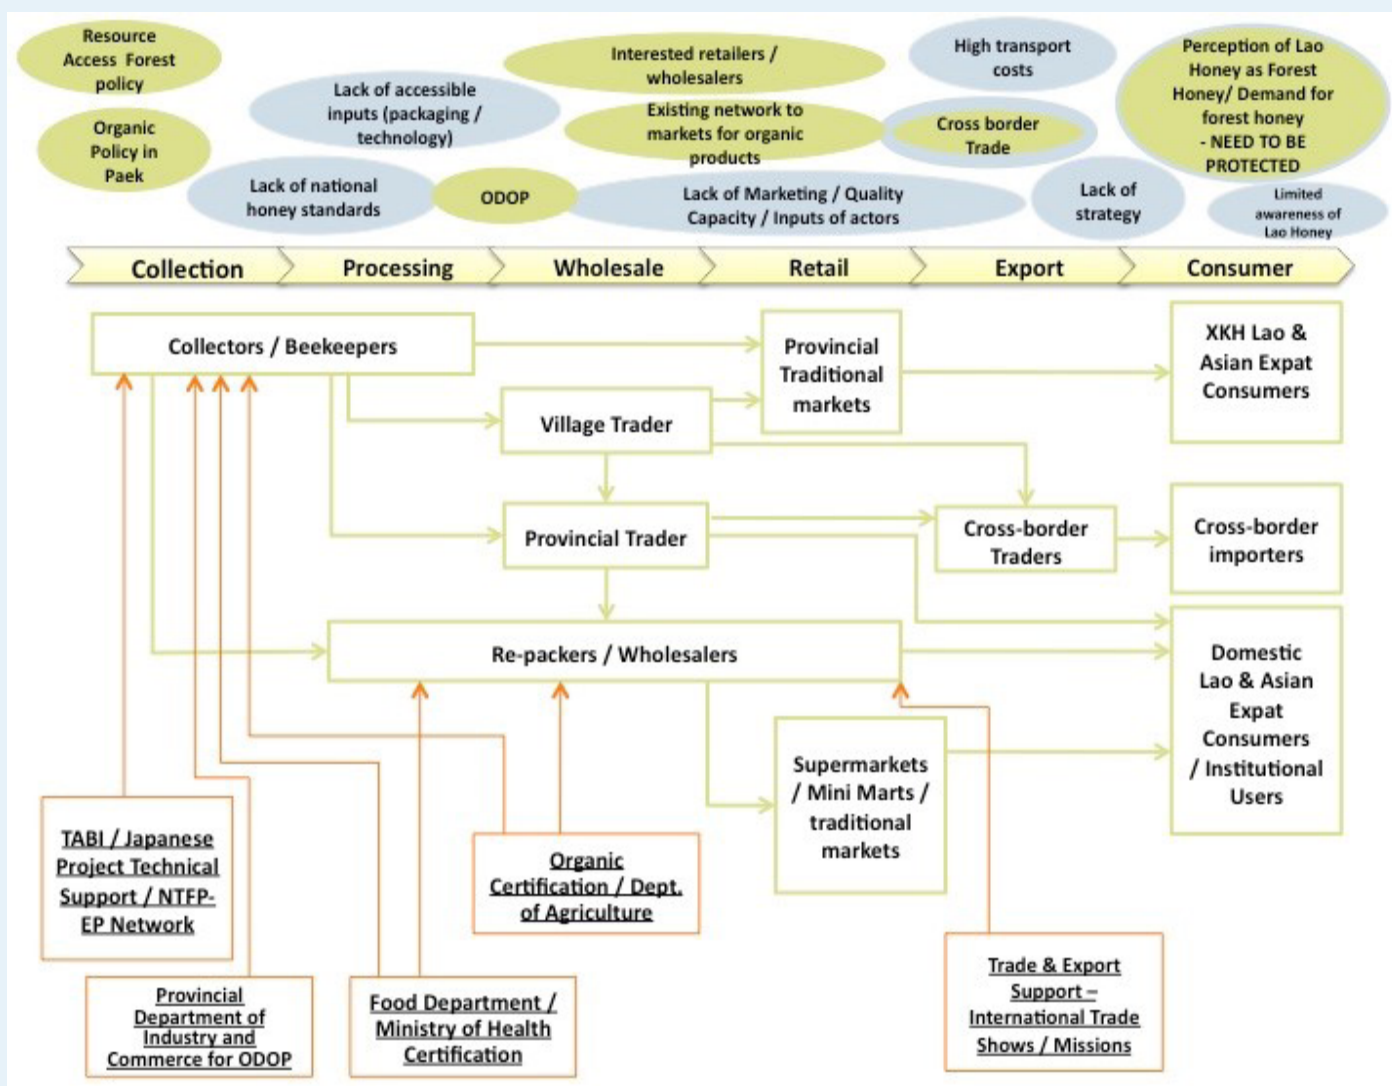 Resource
Access Forest
policy
Organic
Policy in
Paek
Lack of accessible
inputs (packaging /
technology)
Lack of national
honey standards
ODOP
Interested retailers /
wholesalers
Existing network to
markets for organic
products
Lack of Marketing / Quality
Capacity / Inputs of actors
High transport
costs
Cross border
Trade
Lack of
strategy
Perception of Lao
Honey as Forest
Honey/ Demand for
forest honey
- NEED TO BE
PROTECTED
Limited
awareness of
Lao Honey
Collection
Processing
Wholesale
Retail
Export
Consumer
Collectors / Beekeepers
Provincial
Traditional
markets
XKH Lao &
Asian Expat
Consumers
Village Trader
Provincial Trader
Cross-border
Traders
Cross-border
importers
Re-packers / Wholesalers
Domestic
Lao & Asian
Expat
Consumers
/ Institutional
Users
Supermarkets
/ Mini Marts /
traditional
markets
TABI / Japanese
Project Technical
Support / NTFP-
EP Network
Organic
Certification / Dept.
of Agriculture
Provincial
Department of
Industry and
Commerce for ODOP
Food Department /
Ministry of Health
Certification
Trade & Export
Support –
International Trade
Shows / Missions